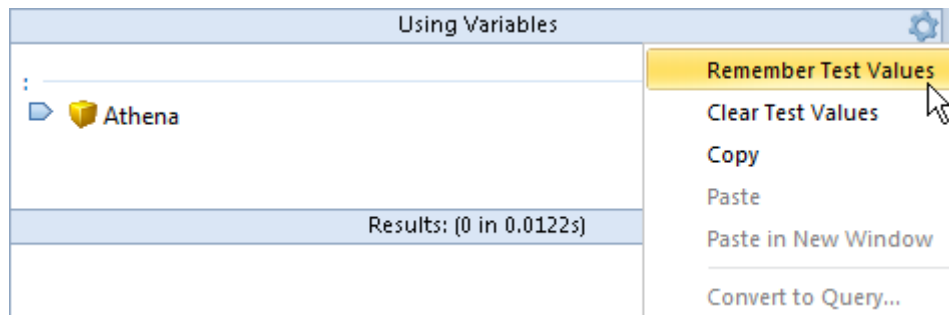 Using Variables
:
Athena
Results: (0 in 0.0122s)
Remember Test Values
Clear Test Values
Copy
Paste
Paste in New Window
Convert to Query...